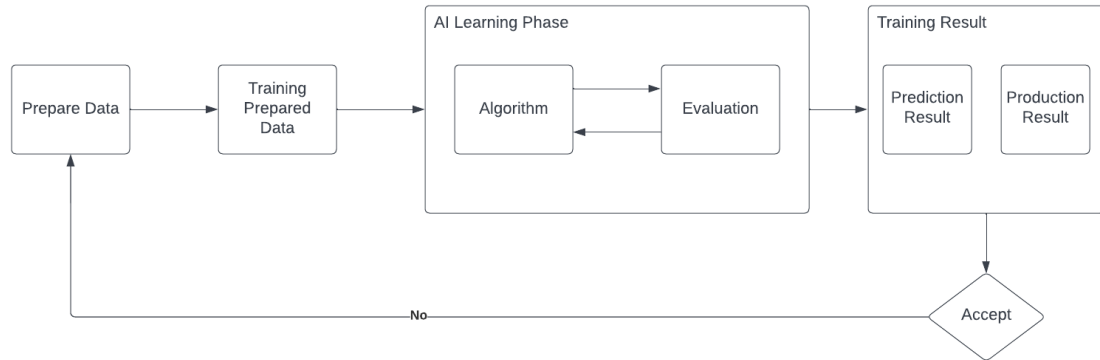 AI Learning Phase
Training Result
Prepare Data
Training
Prepared
Data
Algorithm
Evaluation
Prediction
Result
Production
Result
Accept
No